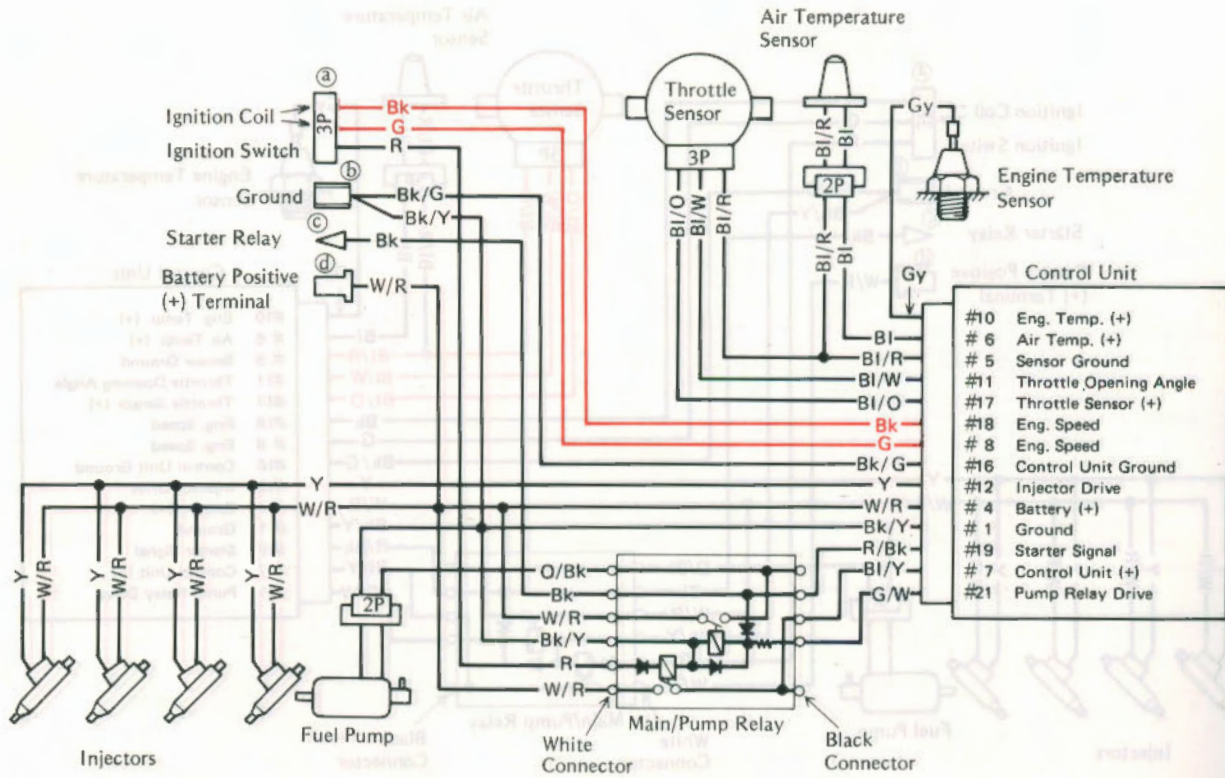 Air Temperature
Sensor
ⓐ
Ignition Coil
3P
Bk
G
Ignition Switch
R
ⓑ
Ground
Bk/G
Bk/Y
ⓒ
Starter Relay
Bk
ⓓ
Battery Positive
(+) Terminal
W/R
Throttle
Sensor
3P
Bl/O
Bl/W
Bl/R
Bl/R
Bl
2P
Bl/R
Bl
Gy
Engine Temperature
Sensor
Gy
Control Unit
#10 Eng. Temp. (+)
Bl # 6 Air Temp. (+)
Bl/R # 5 Sensor Ground
Bl/W #11 Throttle Opening Angle
Bl/O #17 Throttle Sensor (+)
Bk #18 Eng. Speed
G # 8 Eng. Speed
Bk/G #16 Control Unit Ground
Y Y #12 Injector Drive
W/R W/R # 4 Battery (+)
Bk/Y # 1 Ground
R/Bk #19 Starter Signal
Bl/Y # 7 Control Unit (+)
G/W #21 Pump Relay Drive
Y W/R Y W/R Y W/R Y W/R
2P
O/Bk
Bk
W/R
Bk/Y
R
W/R
Injectors
Fuel Pump
White
Connector
Main/Pump Relay
Black
Connector